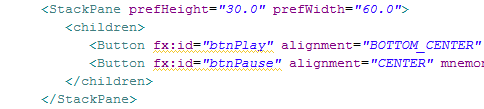 <StackPane prefHeight="30.0" prefWidth="60.0">
<children>
<Button fx:id="btnPlay" alignment="BOTTOM_CENTER"
<Button fx:id="btnPause" alignment="CENTER" mnemo
</children>
</StackPane>